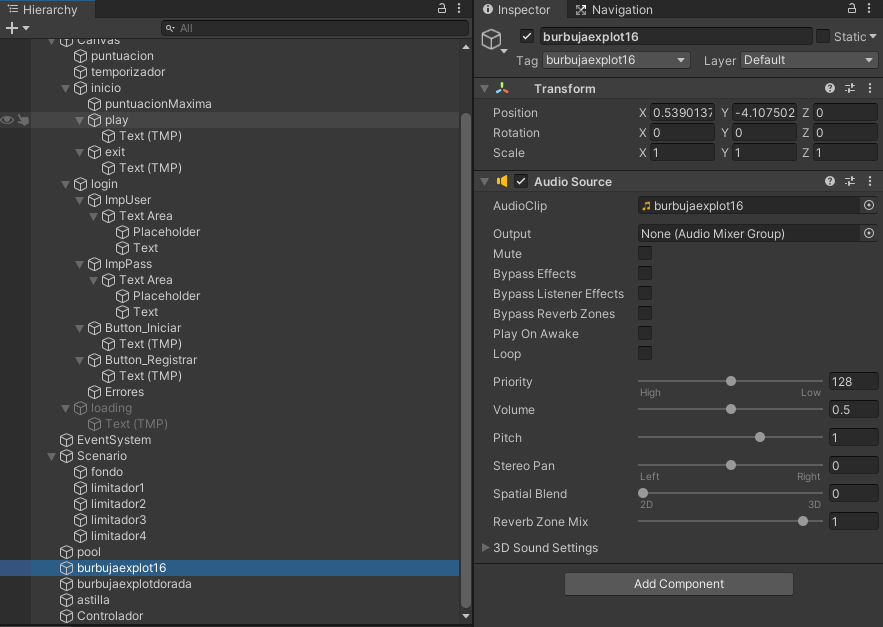 Hierarchy
All
Canvas
puntuacion
temporizador
inicio
puntuacionMaxima
play
Text (TMP)
exit
Text (TMP)
login
ImpUser
Text Area
Placeholder
Text
ImpPass
Text Area
Placeholder
Text
Button_Iniciar
Text (TMP)
Button_Registrar
Text (TMP)
Errores
loading
Text (TMP)
EventSystem
Scenario
fondo
limitador1
limitador2
limitador3
limitador4
pool
burbujaexplot16
burbujaexplotdorada
astilla
Controlador
Inspector Navigation
burbujaexplot16 Static
Tag burbujaexplot16 Layer Default
Transform
Position X 0.5390137 Y -4.107502 Z 0
Rotation X 0 Y 0 Z 0
Scale X 1 Y 1 Z 1
Audio Source
AudioClip burbujaexplot16
Output None (Audio Mixer Group)
Mute
Bypass Effects
Bypass Listener Effects
Bypass Reverb Zones
Play On Awake
Loop
Priority 128
High Low
Volume 0.5
Pitch 1
Stereo Pan 0
Left Right
Spatial Blend 0
2D 3D
Reverb Zone Mix 1
3D Sound Settings
Add Component